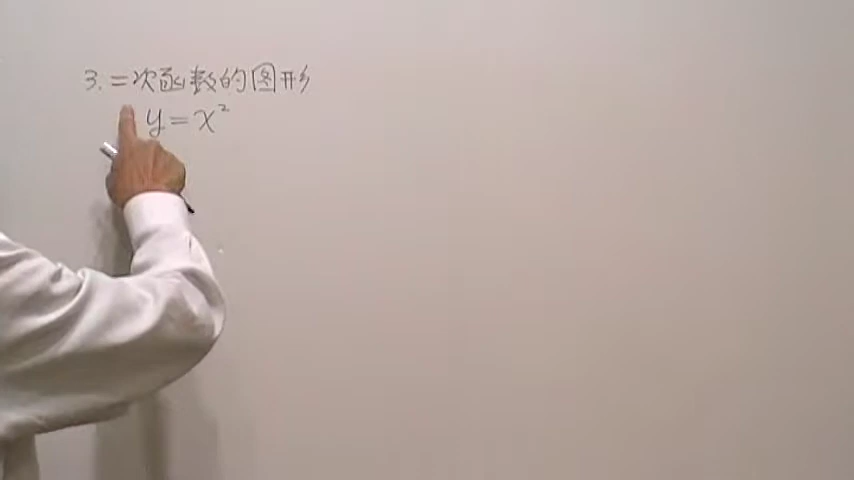 3. 二次函数的图形
y = x²